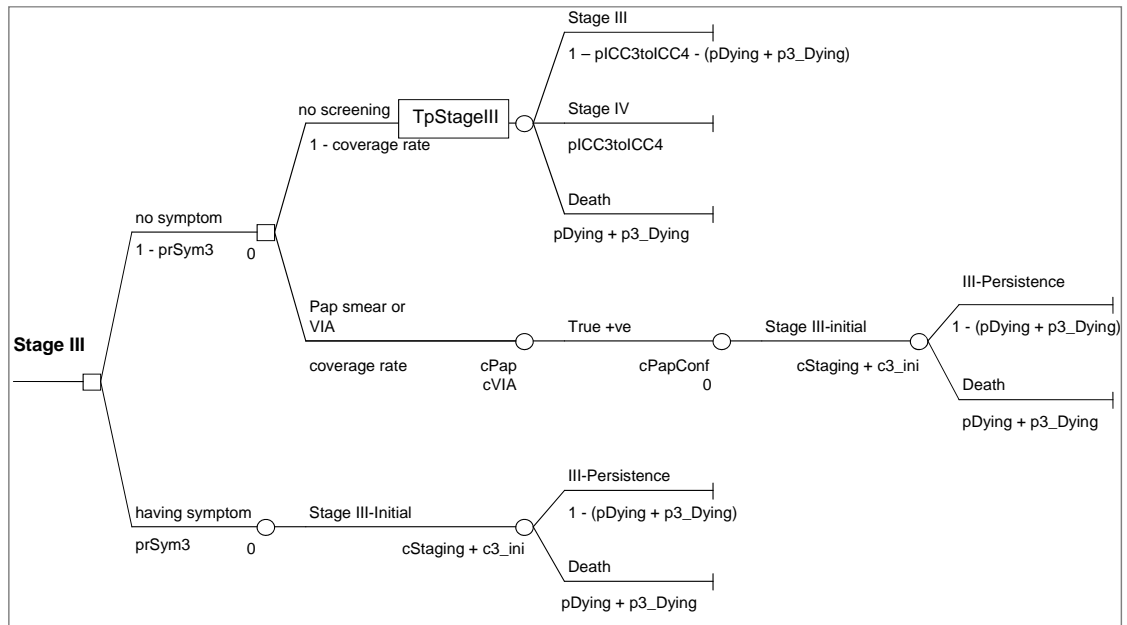 Stage III
1 – pICC3toICC4 - (pDying + p3_Dying)
no screening
TpStageIII
1 - coverage rate
Stage IV
pICC3toICC4
Death
pDying + p3_Dying
no symptom
1 - prSym3
0
Pap smear or
VIA
coverage rate
cPap
cVIA
True +ve
cPapConf
0
Stage III-initial
cStaging + c3_ini
III-Persistence
1 - (pDying + p3_Dying)
Death
pDying + p3_Dying
Stage III
having symptom
prSym3
0
Stage III-Initial
cStaging + c3_ini
III-Persistence
1 - (pDying + p3_Dying)
Death
pDying + p3_Dying